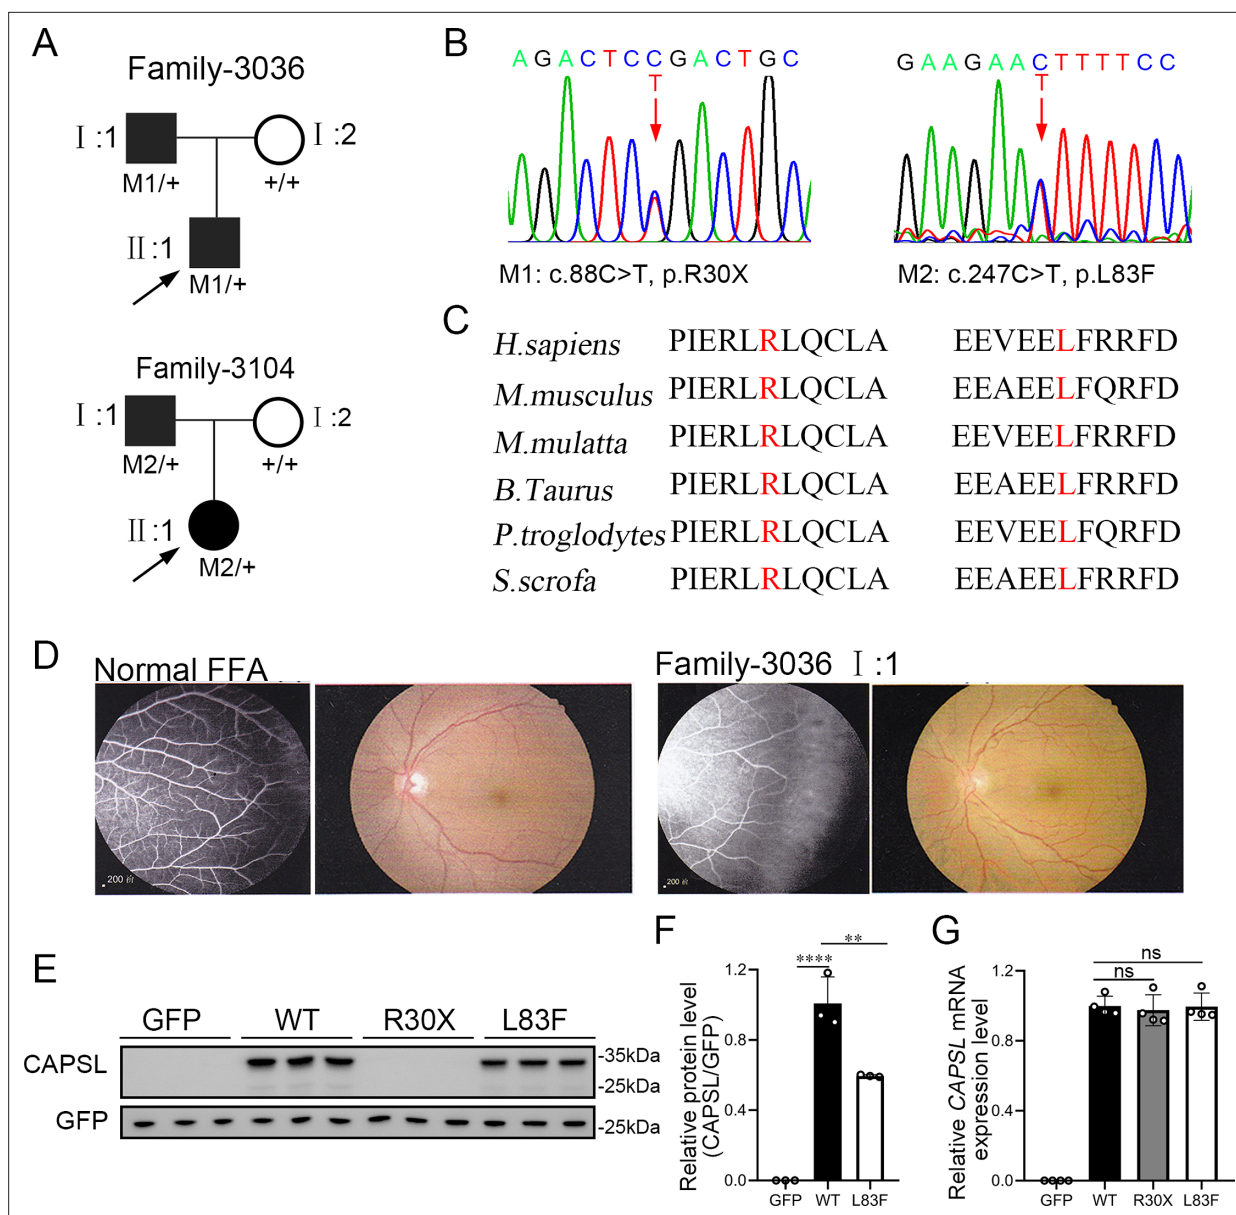 A
Family-3036
I :1
I :2
M1/+
+/+
II :1
M1/+
Family-3104
I :1
I :2
M2/+
+/+
II :1
M2/+
B
A G A C T C C G A C T G C
T
M1: c.88C>T, p.R30X
G A A G A A C T T T T C C
T
M2: c.247C>T, p.L83F
C
H.sapiens PIERLRLQCLA EEVEELFRRFD
M.musculus PIERLRLQCLA EEAEELFQRFD
M.mulatta PIERLRLQCLA EEVEELFRRFD
B.Taurus PIERLRLQCLA EEAEELFRRFD
P.troglodytes PIERLRLQCLA EEVEELFQRFD
S.scrofa PIERLRLQCLA EEAEELFRRFD
D
Normal FFA
Family-3036 I :1
200
200
E
GFP WT R30X L83F
CAPSL
-35kDa
-25kDa
GFP
-25kDa
F
Relative protein level
(CAPSL/GFP)
1.2
0.8
0.4
0.0
****
**
GFP WT L83F
G
Relative CAPSL mRNA
expression level
1.2
0.8
0.4
0.0
ns
ns
GFP WT R30X L83F